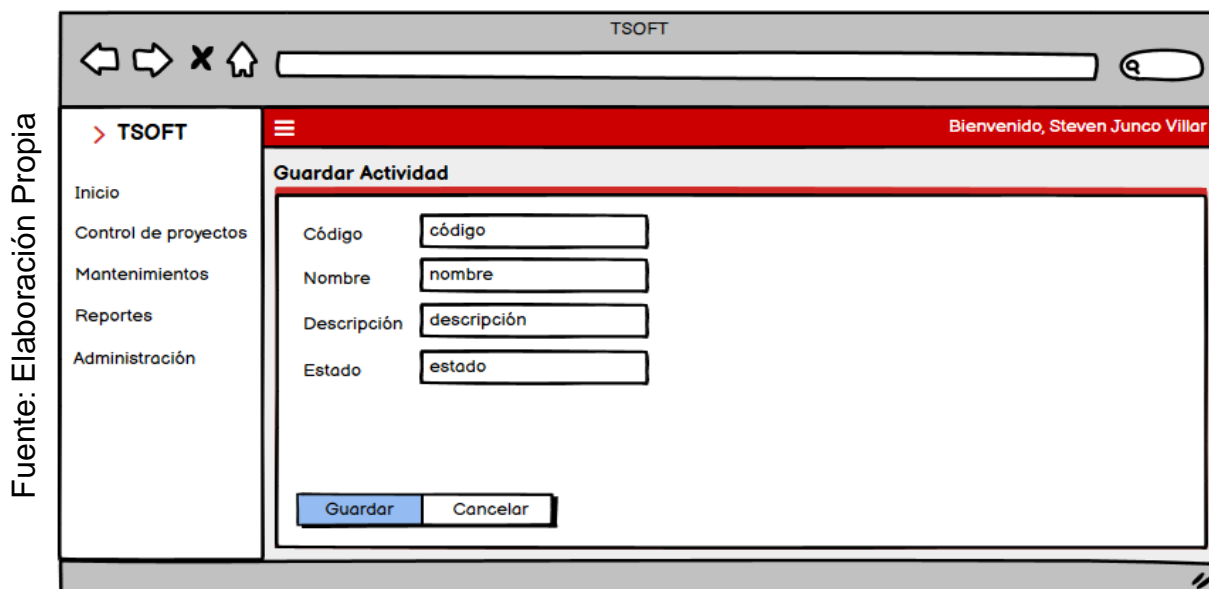 TSOFT
> TSOFT
Bienvenido, Steven Junco Villar
Inicio
Control de proyectos
Mantenimientos
Reportes
Administración
Guardar Actividad
Código código
Nombre nombre
Descripción descripción
Estado estado
Guardar Cancelar
Fuente: Elaboración Propia